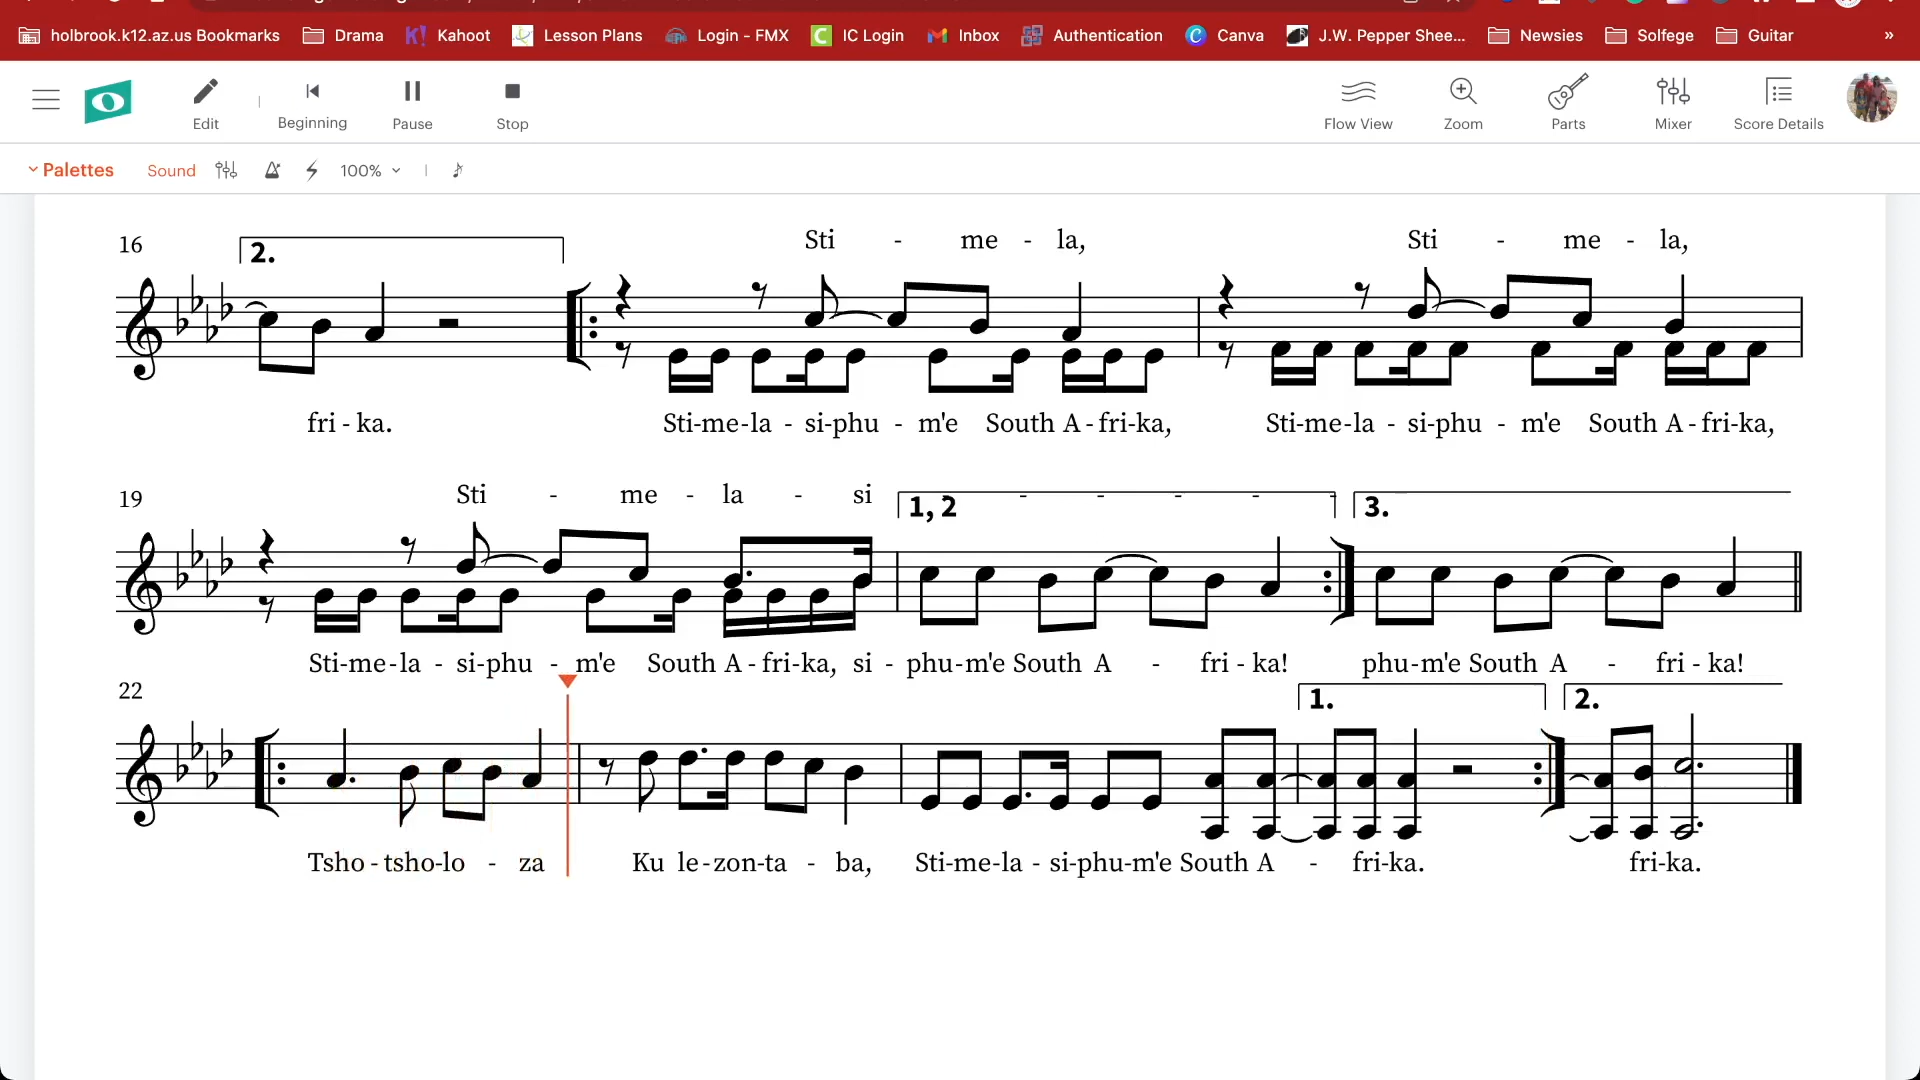 holbrook.k12.az.us Bookmarks Drama Kahoot Lesson Plans Login - FMX IC Login Inbox Authentication Canva J.W. Pepper Shee... Newsies Solfege Guitar »
Edit Beginning Pause Stop Flow View Zoom Parts Mixer Score Details
Palettes Sound 100%
Sti - me - la, Sti - me - la,
16 2.
fri - ka. Sti-me-la - si-phu - m'e South A-fri-ka, Sti-me-la - si-phu - m'e South A-fri-ka,
Sti - me - la - si - - - - - -
19 1, 2 3.
Sti-me-la - si-phu - m'e South A-fri-ka, si - phu-m'e South A - fri-ka! phu-m'e South A - fri-ka!
22 1. 2.
Tsho-tsho-lo - za Ku le-zon-ta - ba, Sti-me-la - si-phu-m'e South A - fri-ka. fri-ka.